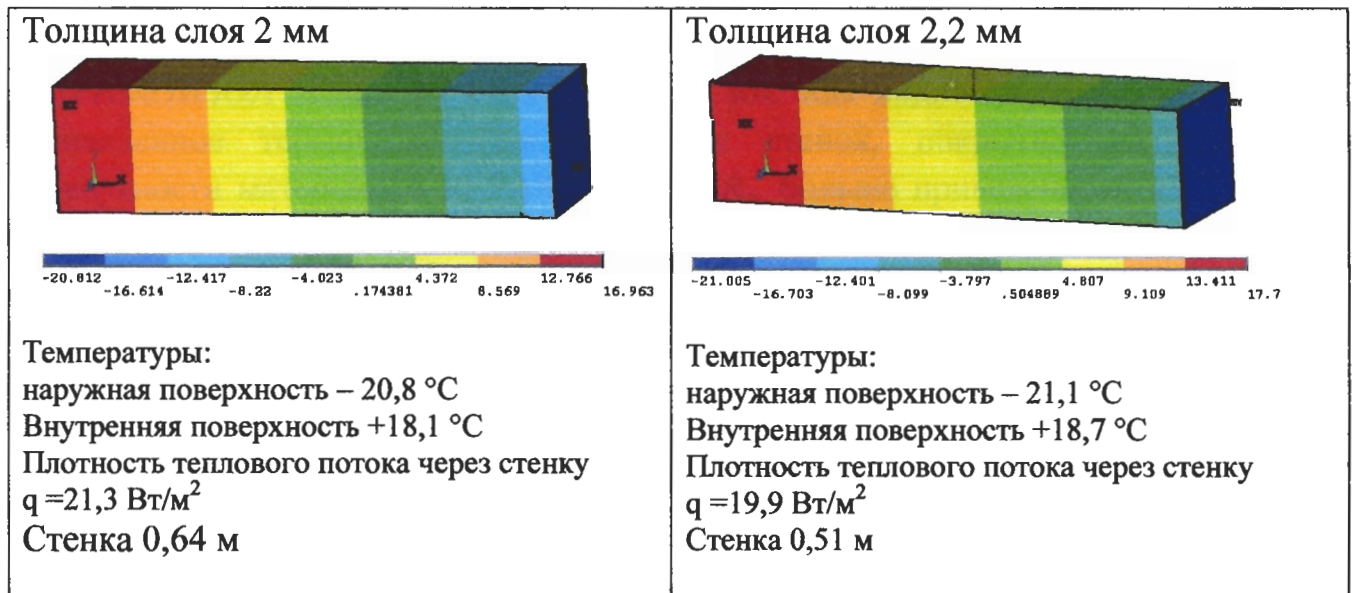 Толщина слоя 2 мм
MX
X
-20.812 -12.417 -4.023 4.372 12.766
-16.614 -8.22 .174381 8.569 16.963
Температуры:
наружная поверхность – 20,8 °C
Внутренняя поверхность +18,1 °C
Плотность теплового потока через стенку
q =21,3 Вт/м²
Стенка 0,64 м
Толщина слоя 2,2 мм
MX
X
-21.005 -12.401 -3.797 4.807 13.411
-16.703 -8.099 .504889 9.109 17.7
Температуры:
наружная поверхность – 21,1 °C
Внутренняя поверхность +18,7 °C
Плотность теплового потока через стенку
q =19,9 Вт/м²
Стенка 0,51 м